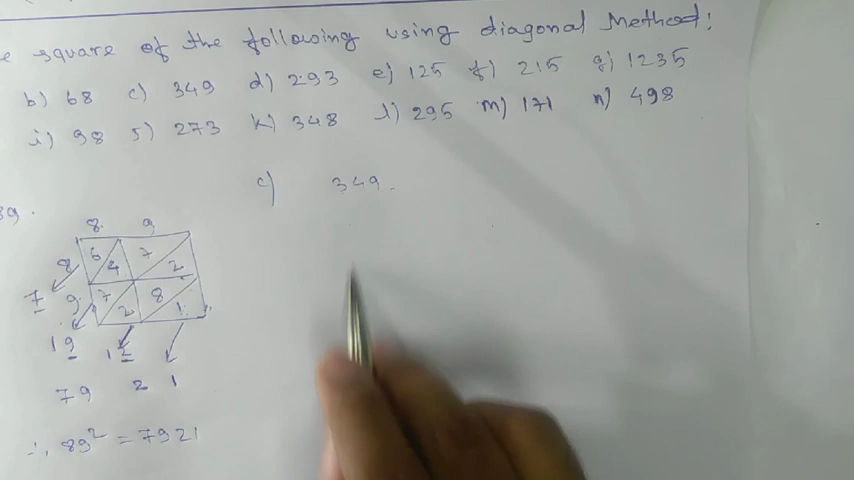 e square of the following using diagonal Method:
b) 68 c) 349 d) 293 e) 125 f) 215 g) 1235
i) 98 j) 273 k) 348 l) 295 m) 171 n) 498
c) 349.
89.
8 9
8 6 4 7 2
7 9 7 2 8 1
19 12
79 2 1
∴ 89² = 7921